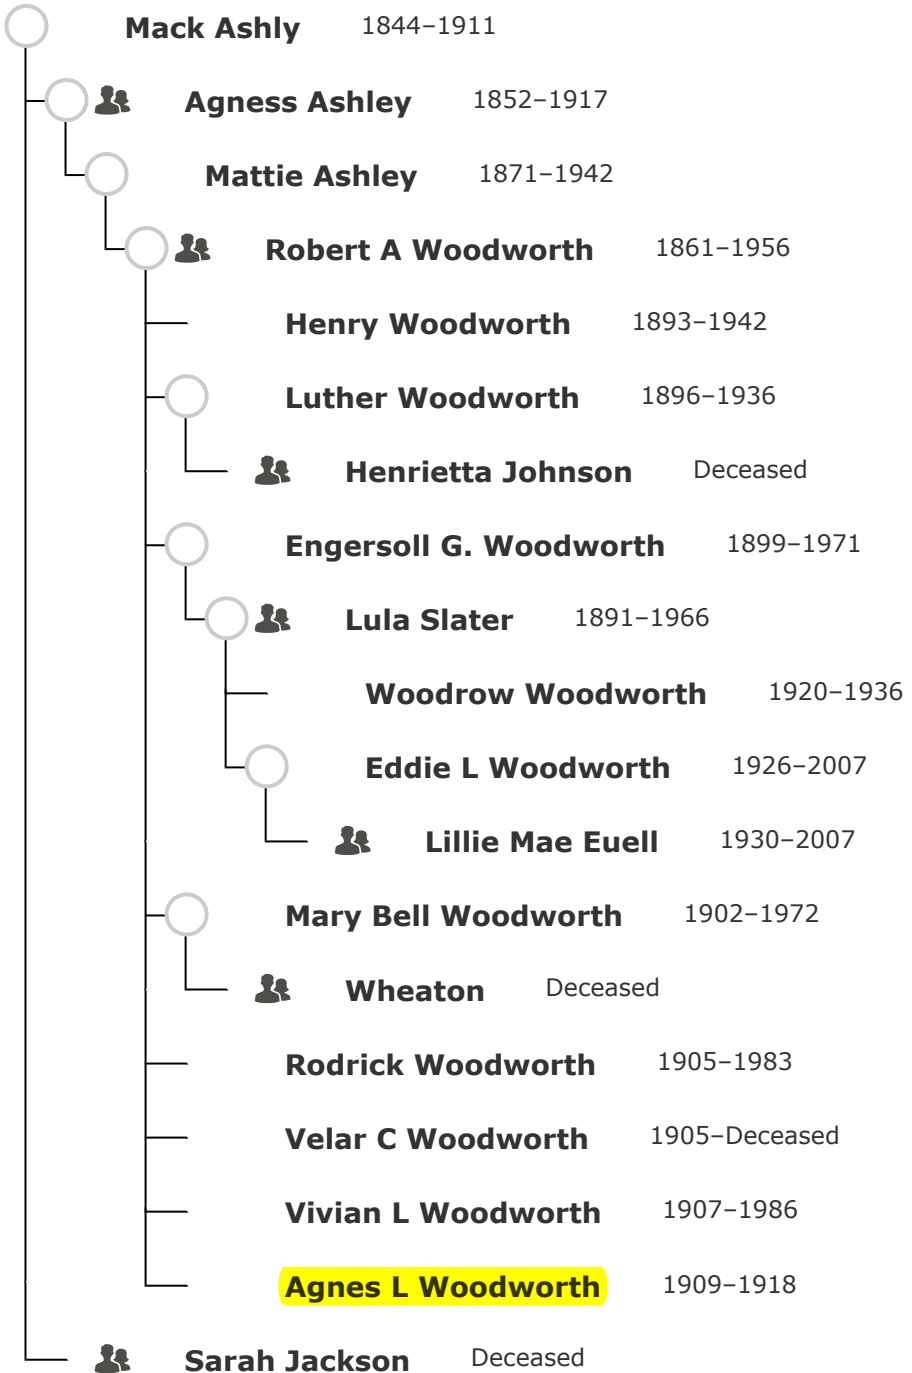 Mack Ashly 1844–1911
Agness Ashley 1852–1917
Mattie Ashley 1871–1942
Robert A Woodworth 1861–1956
Henry Woodworth 1893–1942
Luther Woodworth 1896–1936
Henrietta Johnson Deceased
Engersoll G. Woodworth 1899–1971
Lula Slater 1891–1966
Woodrow Woodworth 1920–1936
Eddie L Woodworth 1926–2007
Lillie Mae Euell 1930–2007
Mary Bell Woodworth 1902–1972
Wheaton Deceased
Rodrick Woodworth 1905–1983
Velar C Woodworth 1905–Deceased
Vivian L Woodworth 1907–1986
Agnes L Woodworth 1909–1918
Sarah Jackson Deceased